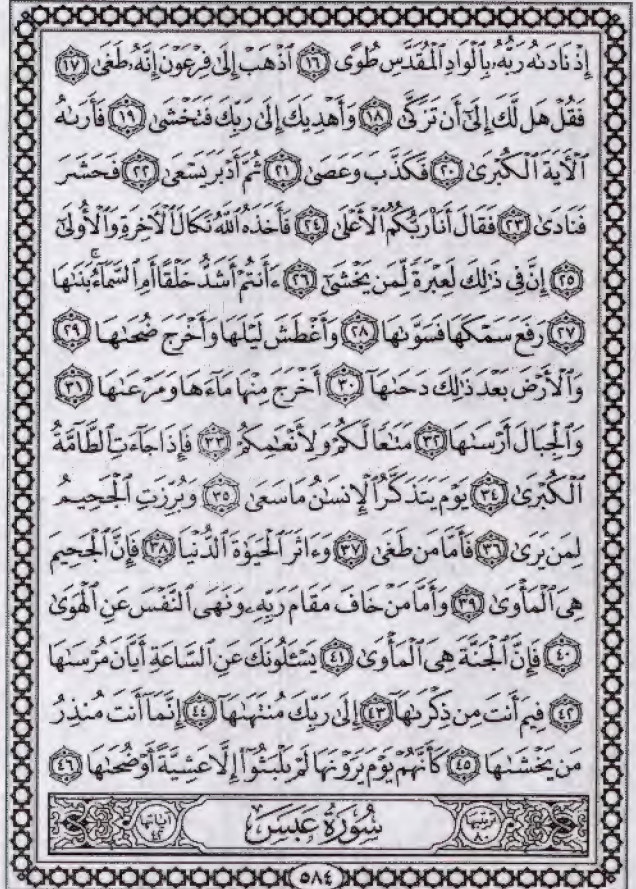 إِذْ نَادَىٰهُ رَبُّهُۥ بِٱلْوَادِ ٱلْمُقَدَّسِ طُوًى ١٦ ٱذْهَبْ إِلَىٰ فِرْعَوْنَ إِنَّهُۥ طَغَىٰ ١٧
فَقُلْ هَل لَّكَ إِلَىٰٓ أَن تَزَكَّىٰ ١٨ وَأَهْدِيَكَ إِلَىٰ رَبِّكَ فَتَخْشَىٰ ١٩ فَأَرَىٰهُ
ٱلْأٓيَةَ ٱلْكُبْرَىٰ ٢٠ فَكَذَّبَ وَعَصَىٰ ٢١ ثُمَّ أَدْبَرَ يَسْعَىٰ ٢٢ فَحَشَرَ
فَنَادَىٰ ٢٣ فَقَالَ أَنَا۠ رَبُّكُمُ ٱلْأَعْلَىٰ ٢٤ فَأَخَذَهُ ٱللَّهُ نَكَالَ ٱلْأٓخِرَةِ وَٱلْأُولَىٰٓ
٢٥ إِنَّ فِى ذَٰلِكَ لَعِبْرَةً لِّمَن يَخْشَىٰٓ ٢٦ ءَأَنتُمْ أَشَدُّ خَلْقًا أَمِ ٱلسَّمَآءُ ۚ بَنَىٰهَا
٢٧ رَفَعَ سَمْكَهَا فَسَوَّىٰهَا ٢٨ وَأَغْطَشَ لَيْلَهَا وَأَخْرَجَ ضُحَىٰهَا ٢٩
وَٱلْأَرْضَ بَعْدَ ذَٰلِكَ دَحَىٰهَآ ٣٠ أَخْرَجَ مِنْهَا مَآءَهَا وَمَرْعَىٰهَا ٣١
وَٱلْجِبَالَ أَرْسَىٰهَا ٣٢ مَتَٰعًا لَّكُمْ وَلِأَنْعَٰمِكُمْ ٣٣ فَإِذَا جَآءَتِ ٱلطَّآمَّةُ
ٱلْكُبْرَىٰ ٣٤ يَوْمَ يَتَذَكَّرُ ٱلْإِنسَٰنُ مَا سَعَىٰ ٣٥ وَبُرِّزَتِ ٱلْجَحِيمُ
لِمَن يَرَىٰ ٣٦ فَأَمَّا مَن طَغَىٰ ٣٧ وَءَاثَرَ ٱلْحَيَوٰةَ ٱلدُّنْيَا ٣٨ فَإِنَّ ٱلْجَحِيمَ
هِىَ ٱلْمَأْوَىٰ ٣٩ وَأَمَّا مَنْ خَافَ مَقَامَ رَبِّهِۦ وَنَهَى ٱلنَّفْسَ عَنِ ٱلْهَوَىٰ
٤٠ فَإِنَّ ٱلْجَنَّةَ هِىَ ٱلْمَأْوَىٰ ٤١ يَسْـَٔلُونَكَ عَنِ ٱلسَّاعَةِ أَيَّانَ مُرْسَىٰهَا
٤٢ فِيمَ أَنتَ مِن ذِكْرَىٰهَآ ٤٣ إِلَىٰ رَبِّكَ مُنتَهَىٰهَآ ٤٤ إِنَّمَآ أَنتَ مُنذِرُ
مَن يَخْشَىٰهَا ٤٥ كَأَنَّهُمْ يَوْمَ يَرَوْنَهَا لَمْ يَلْبَثُوٓا۟ إِلَّا عَشِيَّةً أَوْ ضُحَىٰهَا ٤٦
ترتيبها ٨٠ سُورَةُ عَبَسَ آياتها ٤٢
٥٨٤